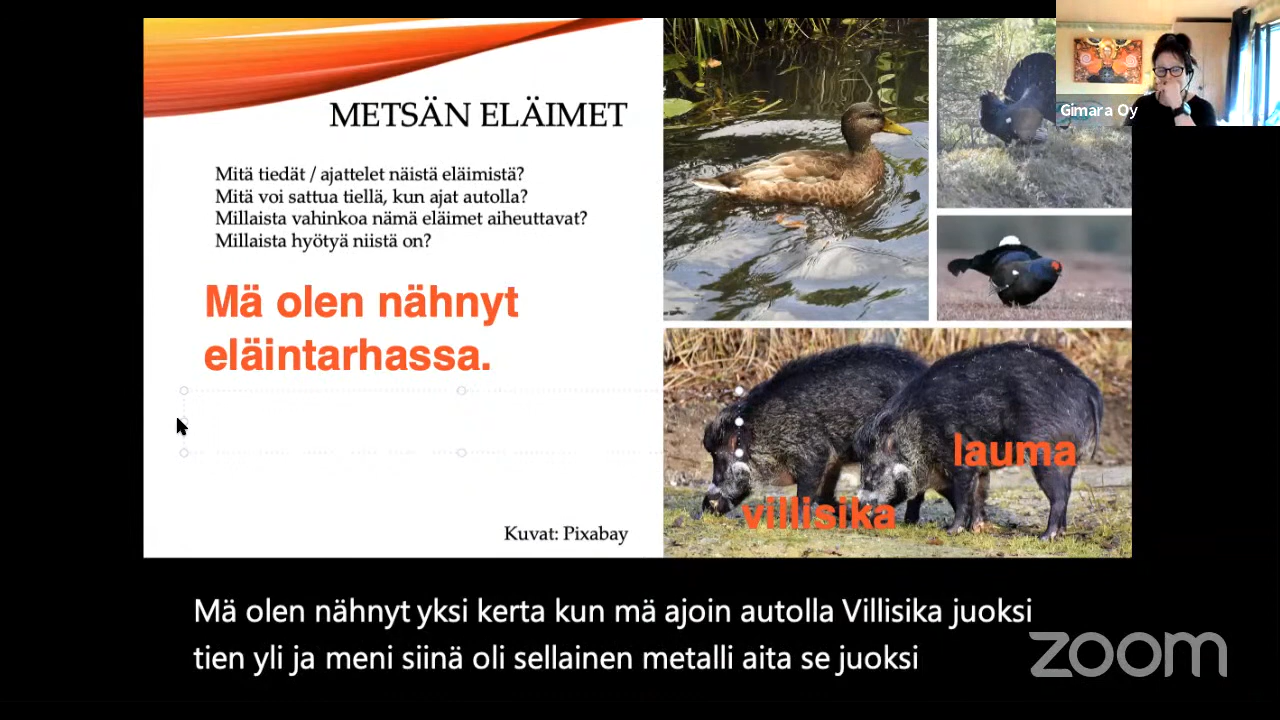 METSÄN ELÄIMET
Mitä tiedät / ajattelet näistä eläimistä?
Mitä voi sattua tiellä, kun ajat autolla?
Millaista vahinkoa nämä eläimet aiheuttavat?
Millaista hyötyä niistä on?
Mä olen nähnyt
eläintarhassa.
Kuvat: Pixabay
Gimara Oy
lauma
villisika
Mä olen nähnyt yksi kerta kun mä ajoin autolla Villisika juoksi
tien yli ja meni siinä oli sellainen metalli aita se juoksi
zoom